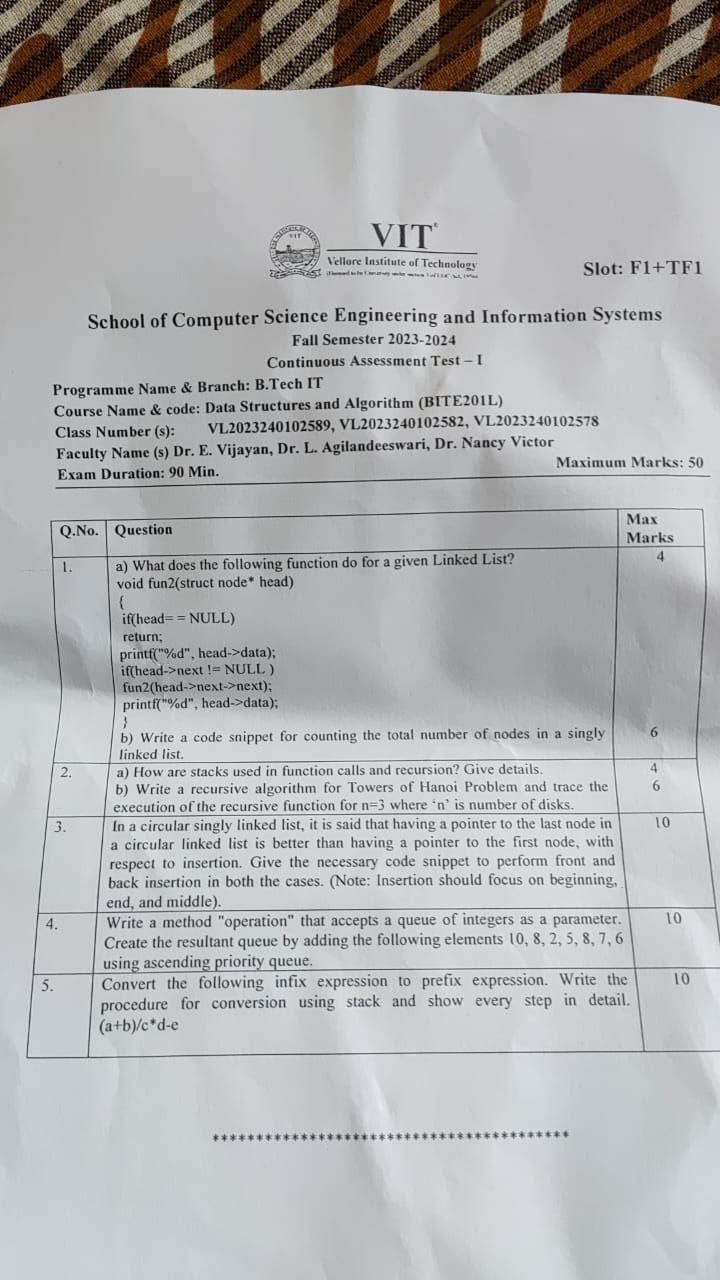 VIT
Vellore Institute of Technology
Slot: F1+TF1
School of Computer Science Engineering and Information Systems
Fall Semester 2023-2024
Continuous Assessment Test – I
Programme Name & Branch: B.Tech IT
Course Name & code: Data Structures and Algorithm (BITE201L)
Class Number (s): VL2023240102589, VL2023240102582, VL2023240102578
Faculty Name (s) Dr. E. Vijayan, Dr. L. Agilandeeswari, Dr. Nancy Victor
Exam Duration: 90 Min.
Maximum Marks: 50
Q.No. Question Max
Marks
1. a) What does the following function do for a given Linked List? 4
void fun2(struct node* head)
{
if(head= = NULL)
return;
printf("%d", head->data);
if(head->next != NULL )
fun2(head->next->next);
printf("%d", head->data);
}
b) Write a code snippet for counting the total number of nodes in a singly 6
linked list.
2. a) How are stacks used in function calls and recursion? Give details. 4
b) Write a recursive algorithm for Towers of Hanoi Problem and trace the 6
execution of the recursive function for n=3 where ‘n’ is number of disks.
3. In a circular singly linked list, it is said that having a pointer to the last node in 10
a circular linked list is better than having a pointer to the first node, with
respect to insertion. Give the necessary code snippet to perform front and
back insertion in both the cases. (Note: Insertion should focus on beginning,
end, and middle).
4. Write a method "operation" that accepts a queue of integers as a parameter. 10
Create the resultant queue by adding the following elements 10, 8, 2, 5, 8, 7, 6
using ascending priority queue.
5. Convert the following infix expression to prefix expression. Write the 10
procedure for conversion using stack and show every step in detail.
(a+b)/c*d-e
*****************************************